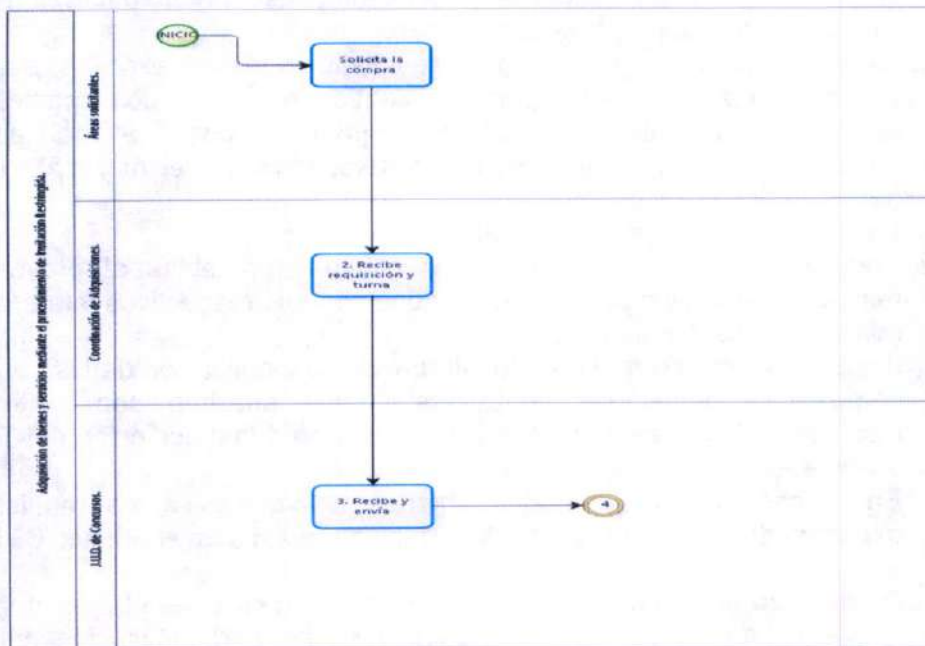 Adquisición de bienes y servicios mediante el procedimiento de Invitación Restringida.
Áreas solicitantes.
INICIO
Solicita la
compra
Coordinación de Adquisiciones
2. Recibe
requisición y
turna
J.U.D. de Concursos.
3. Recibe y
envía
4